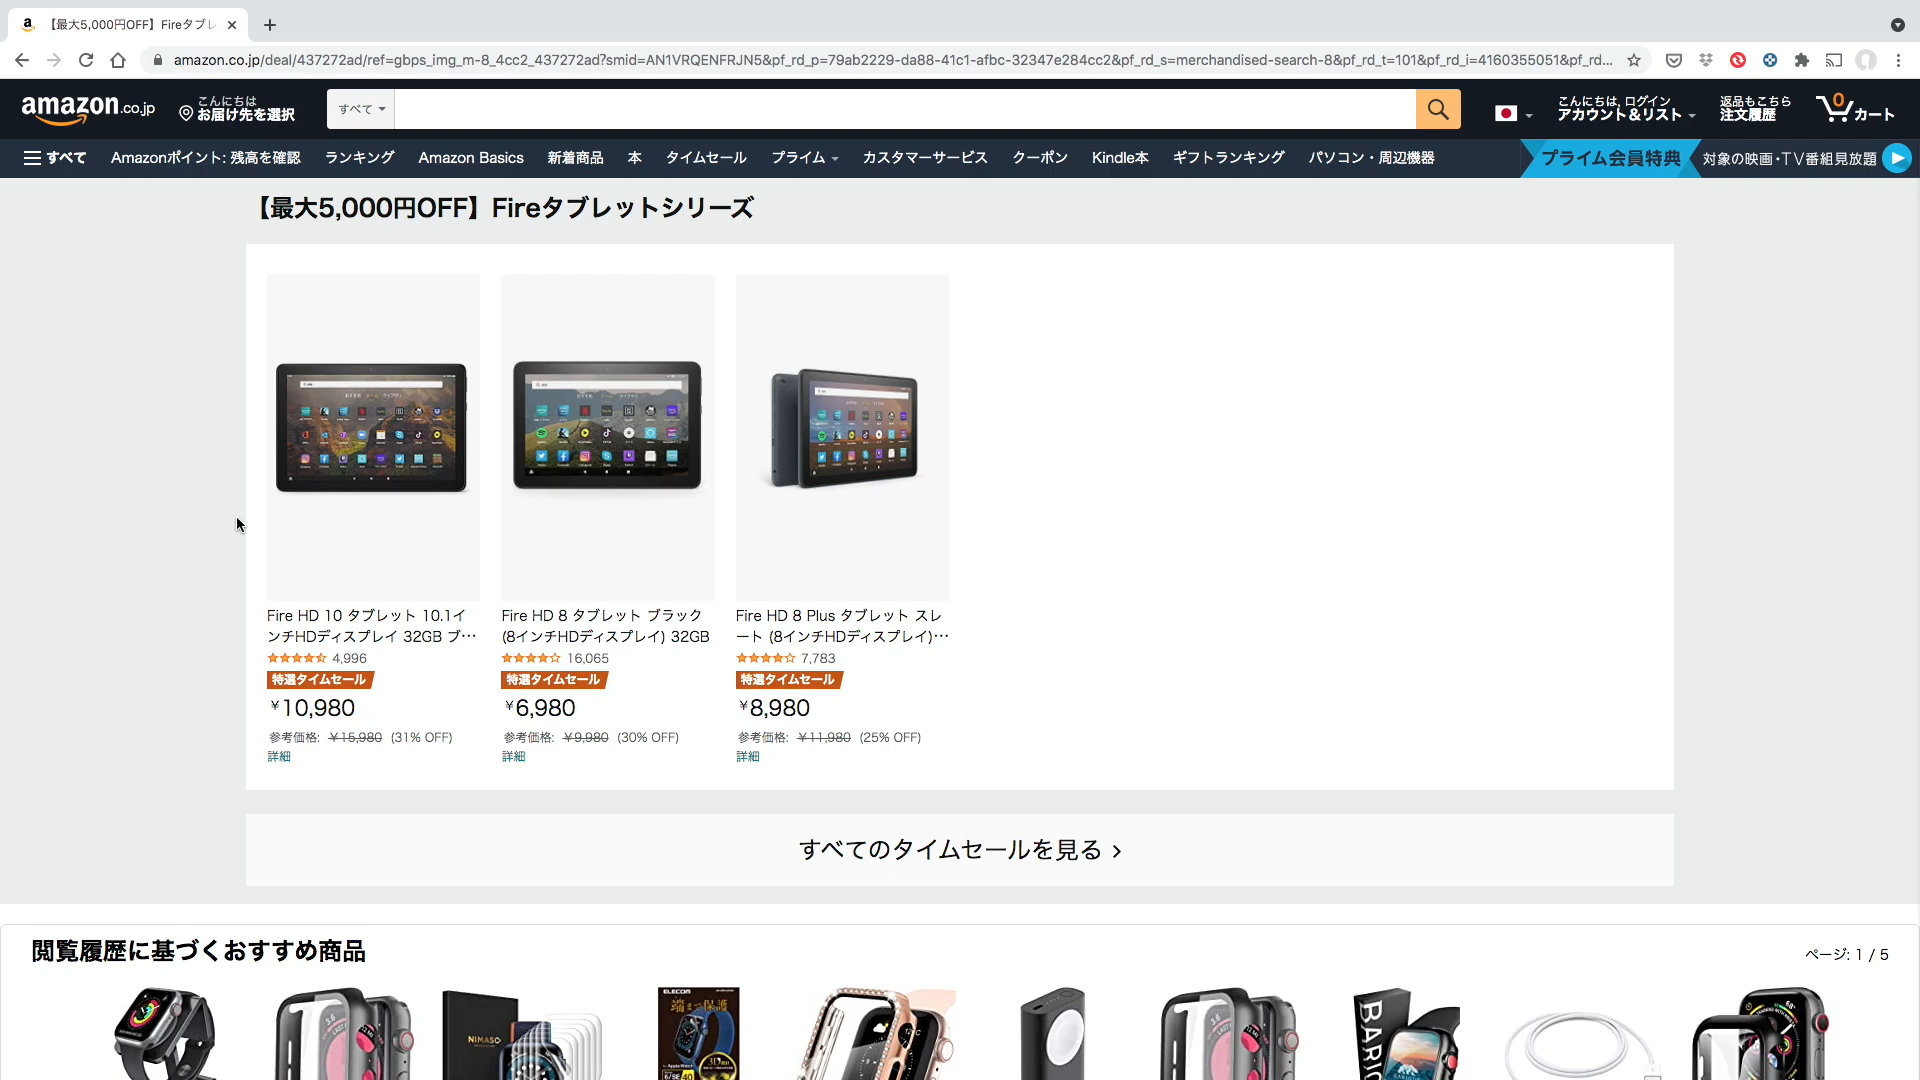 【最大5,000円OFF】Fireタブレ
amazon.co.jp/deal/437272ad/ref=gbps_img_m-8_4cc2_437272ad?smid=AN1VRQENFRJN5&pf_rd_p=79ab2229-da88-41c1-afbc-32347e284cc2&pf_rd_s=merchandised-search-8&pf_rd_t=101&pf_rd_i=4160355051&pf_rd...
amazon.co.jp
こんにちは
お届け先を選択
すべて
こんにちは, ログイン
アカウント&リスト
返品もこちら
注文履歴
0
カート
すべて
Amazonポイント: 残高を確認
ランキング
Amazon Basics
新着商品
本
タイムセール
プライム
カスタマーサービス
クーポン
Kindle本
ギフトランキング
パソコン・周辺機器
プライム会員特典
対象の映画・TV番組見放題
【最大5,000円OFF】Fireタブレットシリーズ
Fire HD 10 タブレット 10.1イ
ンチHDディスプレイ 32GB ブ…
4,996
特選タイムセール
¥10,980
参考価格: ¥15,980 (31% OFF)
詳細
Fire HD 8 タブレット ブラック
(8インチHDディスプレイ) 32GB
16,065
特選タイムセール
¥6,980
参考価格: ¥9,980 (30% OFF)
詳細
Fire HD 8 Plus タブレット スレ
ート (8インチHDディスプレイ)…
7,783
特選タイムセール
¥8,980
参考価格: ¥11,980 (25% OFF)
詳細
すべてのタイムセールを見る ›
閲覧履歴に基づくおすすめ商品
ページ: 1 / 5
NIMASO
ELECOM
端まで保護